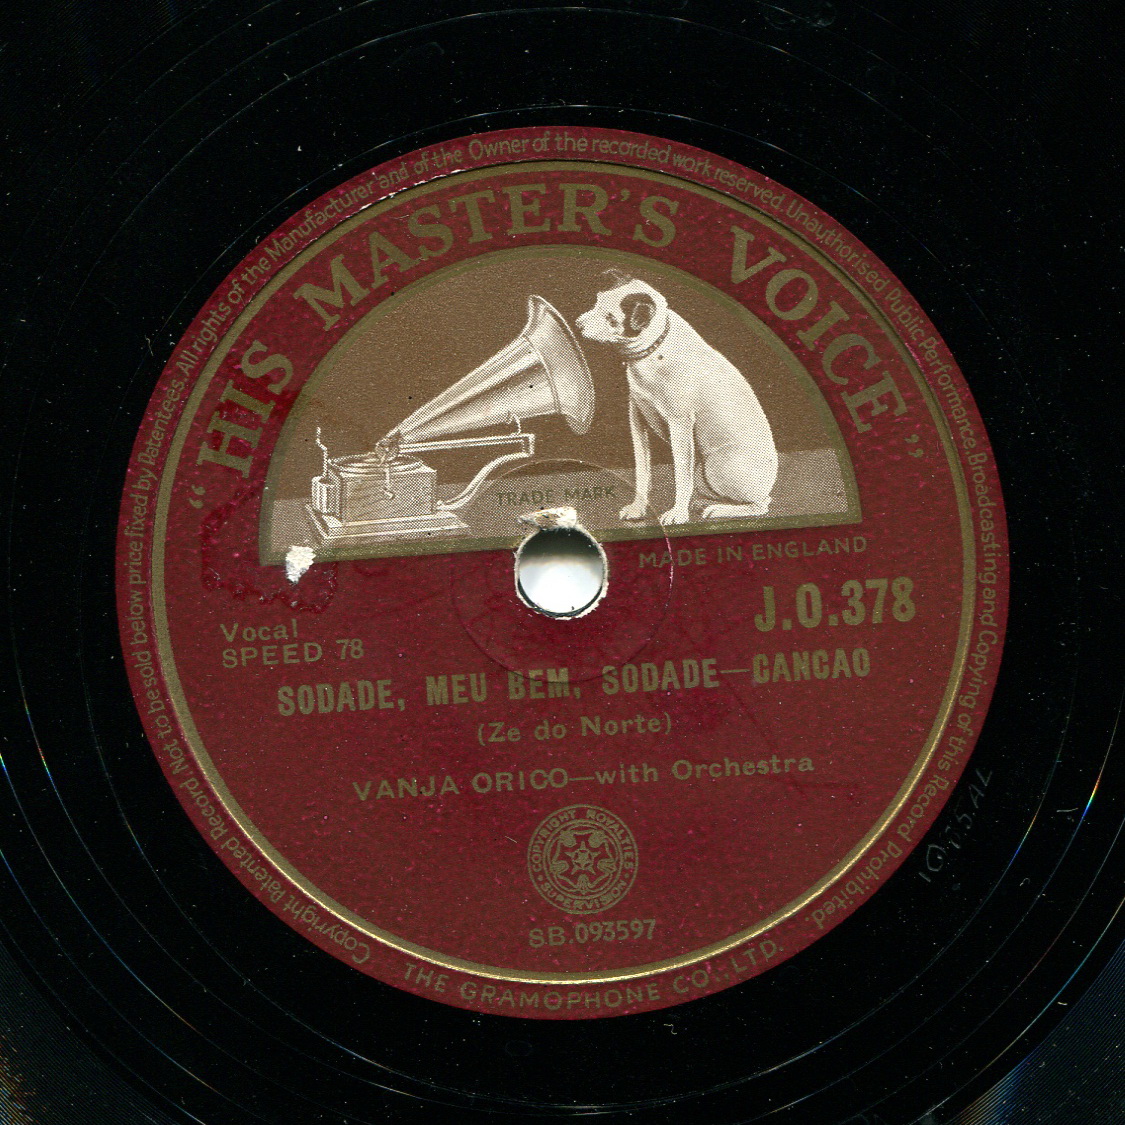 Copyright Patented Record Not to be sold below price fixed by Patentees. All rights of the Manufacturer and of the Owner of the recorded work reserved. Unauthorised Public Performance. Broadcasting and Copying of this Record Prohibited.
“HIS MASTER'S VOICE”
TRADE MARK
MADE IN ENGLAND
J.O.378
Vocal
SPEED 78
SODADE, MEU BEM, SODADE—CANCAO
(Ze do Norte)
VANJA ORICO—with Orchestra
COPYRIGHT ROYALTIES
SUPERVISION
SB.093597
THE GRAMOPHONE CO., LTD.